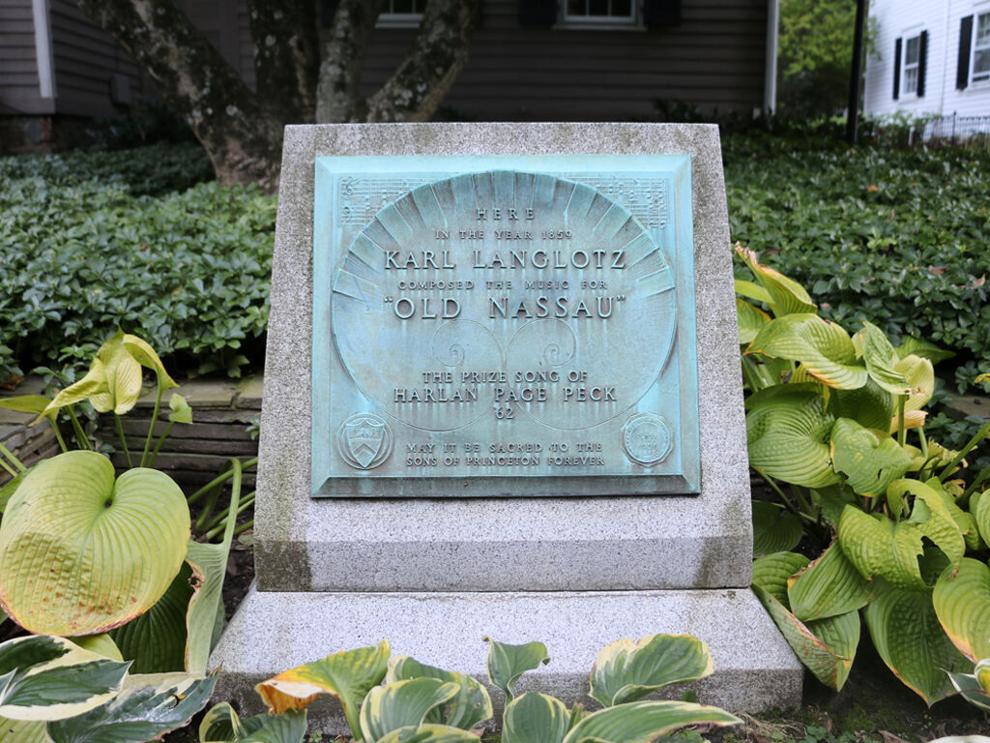 HERE
IN THE YEAR 1859
KARL LANGLOTZ
COMPOSED THE MUSIC FOR
"OLD NASSAU"
THE PRIZE SONG OF
HARLAN PAGE PECK
'62
MAY IT BE SACRED TO THE
SONS OF PRINCETON FOREVER